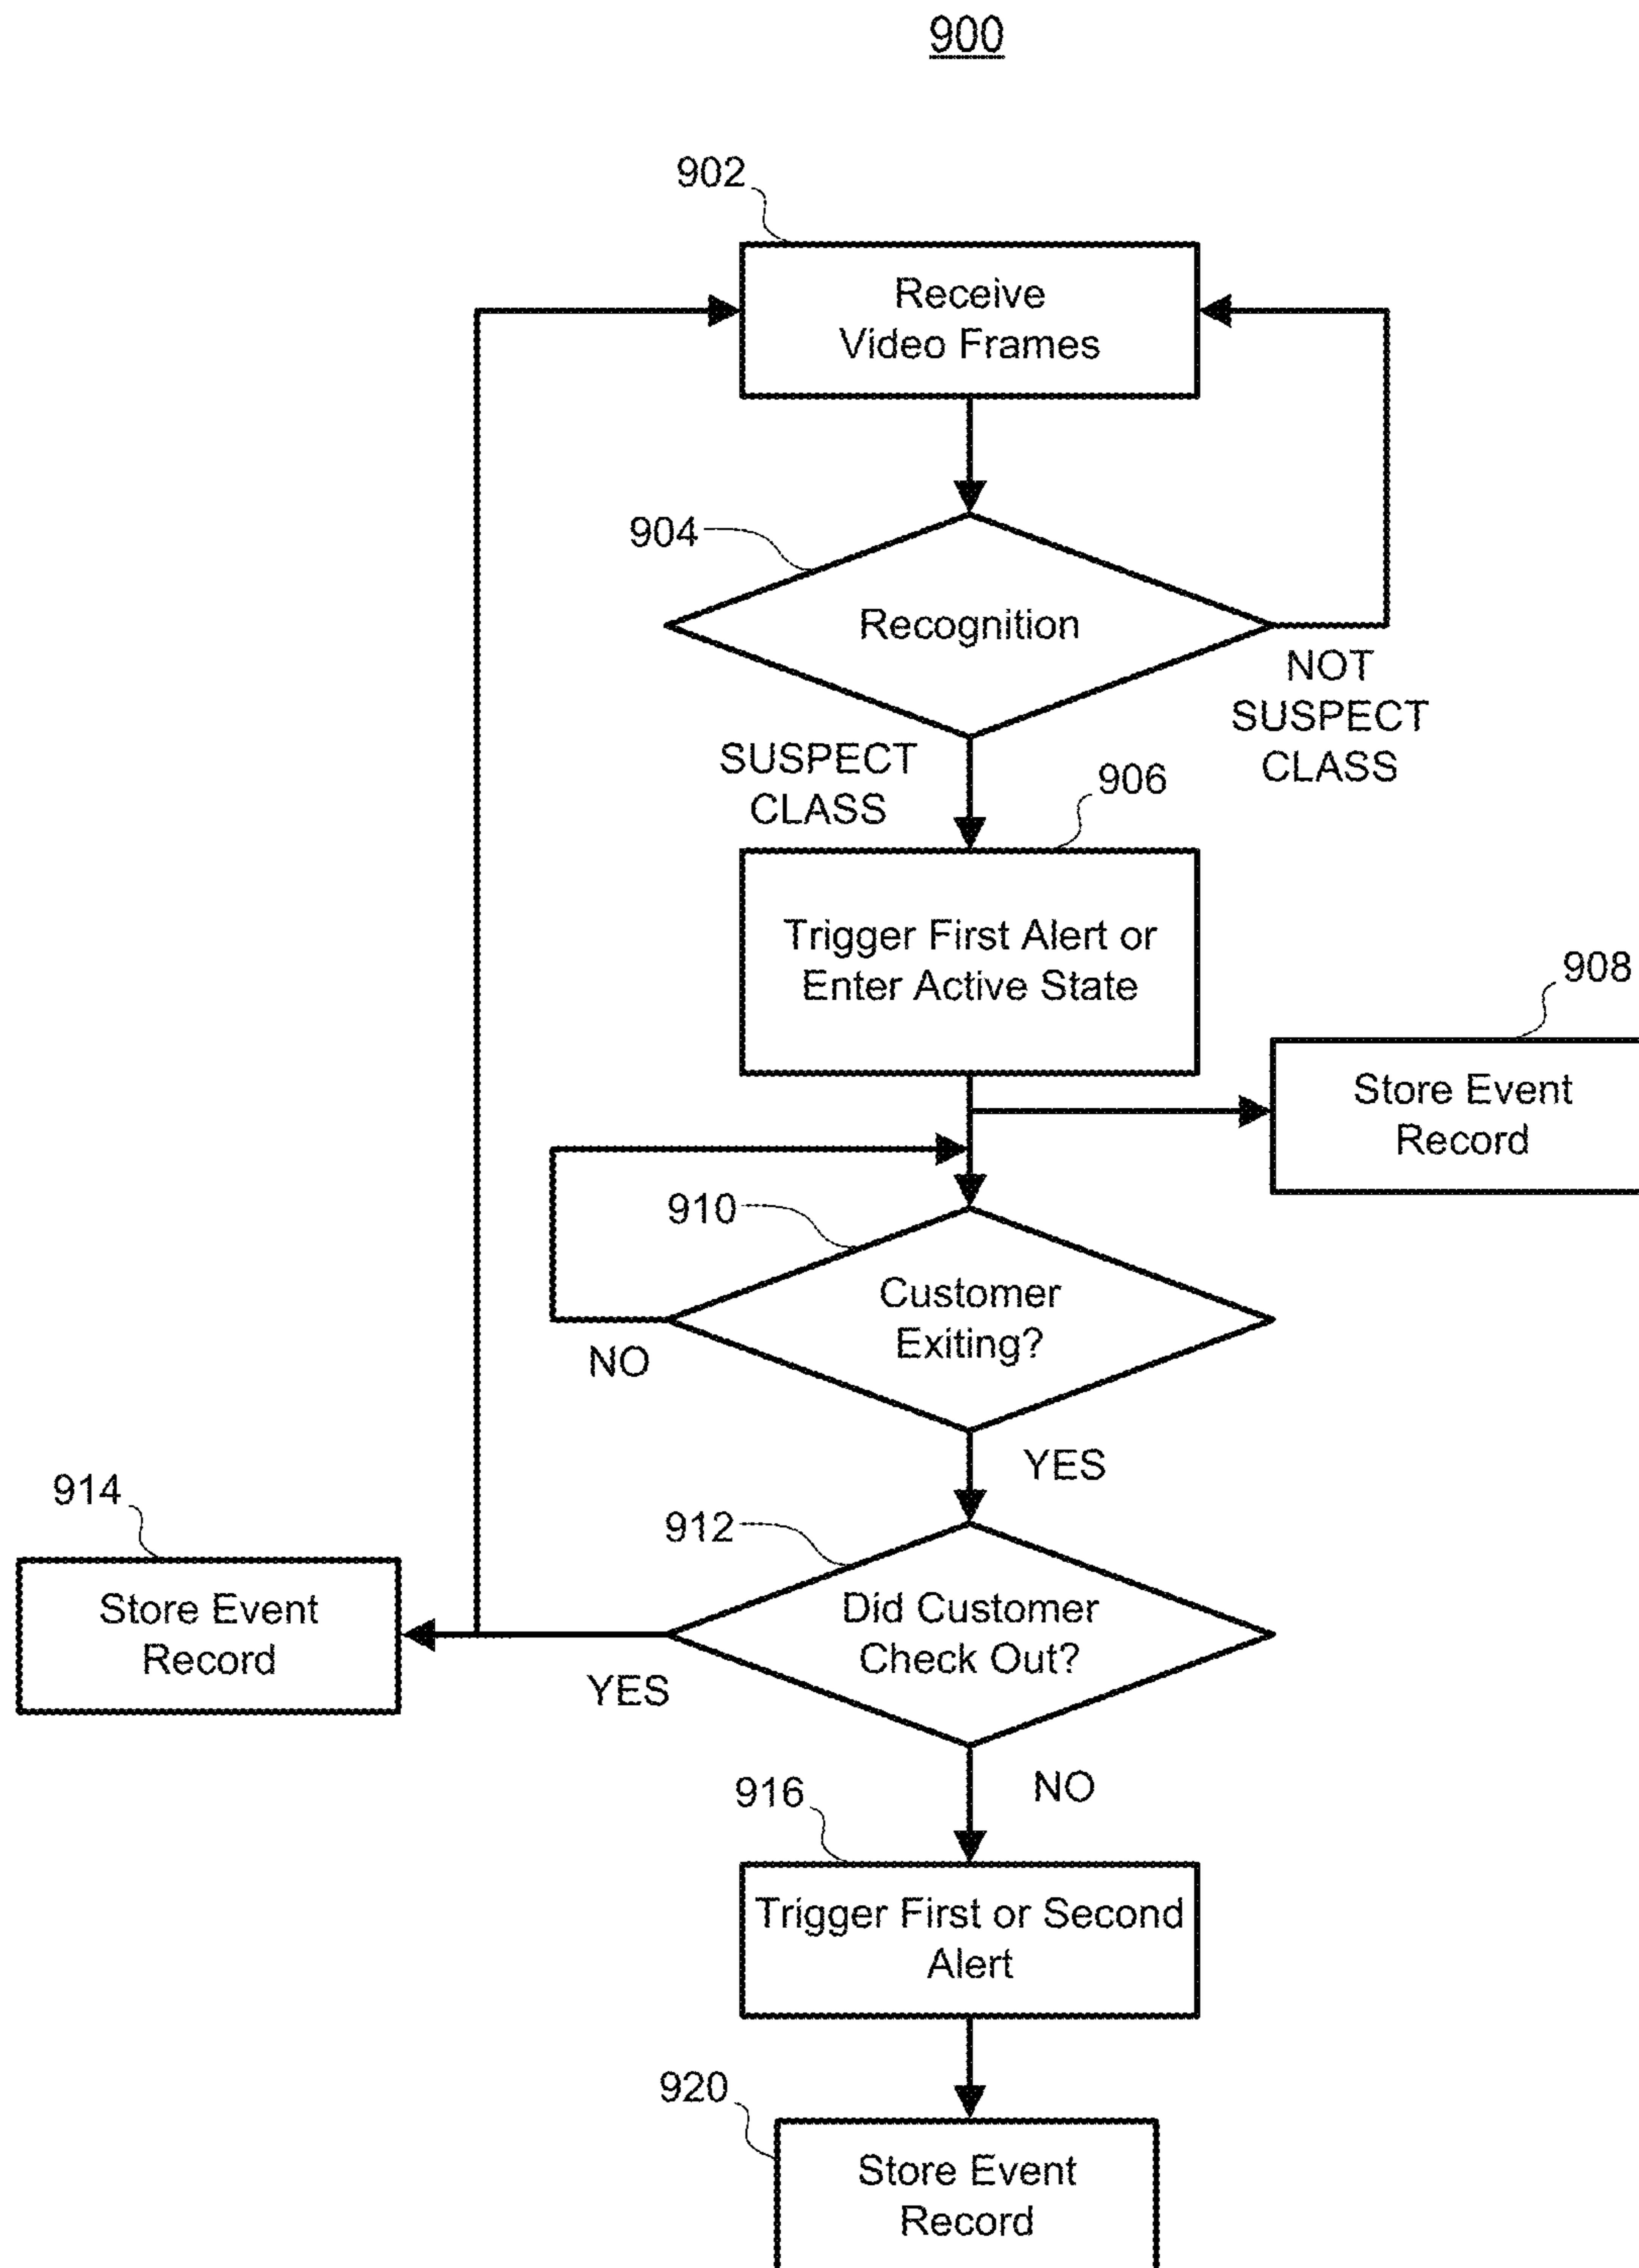 900
902
Receive
Video Frames
904
Recognition
NOT
SUSPECT
CLASS
SUSPECT
CLASS
906
Trigger First Alert or
Enter Active State
908
Store Event
Record
910
Customer
Exiting?
NO
YES
914
912
Store Event
Record
Did Customer
Check Out?
YES
NO
916
Trigger First or Second
Alert
920
Store Event
Record